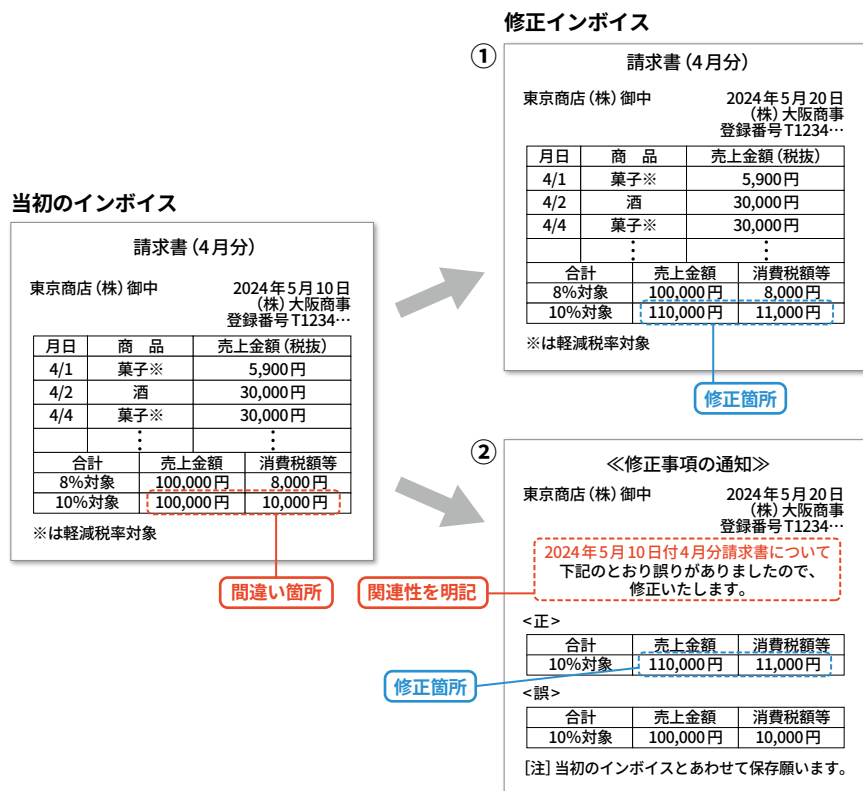 当初のインボイス
請求書（4月分）
東京商店（株）御中 2024年5月10日
（株）大阪商事
登録番号T1234…
月日 商　品 売上金額（税抜）
4/1 菓子※ 5,900円
4/2 酒 30,000円
4/4 菓子※ 30,000円
⋮ ⋮
合計 売上金額 消費税額等
8%対象 100,000円 8,000円
10%対象 100,000円 10,000円
※は軽減税率対象
間違い箇所
修正インボイス
①
請求書（4月分）
東京商店（株）御中 2024年5月20日
（株）大阪商事
登録番号T1234…
月日 商　品 売上金額（税抜）
4/1 菓子※ 5,900円
4/2 酒 30,000円
4/4 菓子※ 30,000円
⋮ ⋮
合計 売上金額 消費税額等
8%対象 100,000円 8,000円
10%対象 110,000円 11,000円
※は軽減税率対象
修正箇所
②
≪修正事項の通知≫
東京商店（株）御中 2024年5月20日
（株）大阪商事
登録番号T1234…
2024年5月10日付4月分請求書について
下記のとおり誤りがありましたので、
修正いたします。
関連性を明記
<正>
合計 売上金額 消費税額等
10%対象 110,000円 11,000円
修正箇所
<誤>
合計 売上金額 消費税額等
10%対象 100,000円 10,000円
［注］当初のインボイスとあわせて保存願います。